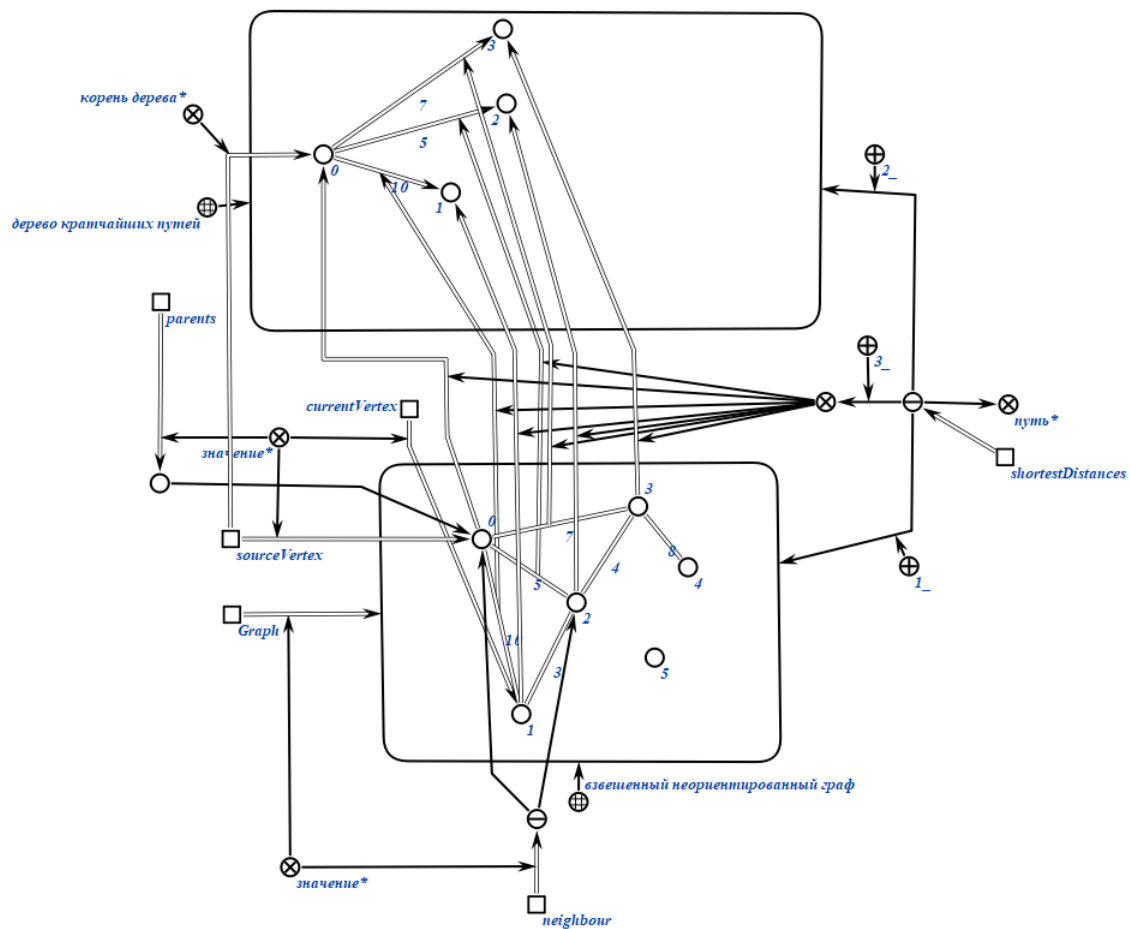 3
корень дерева*
7
2
5
2_
0
10
1
дерево кратчайших путей
parents
3_
currentVertex
путь*
значение*
shortestDistances
3
0
7
sourceVertex
8
4
5
4
1_
2
Graph
10
3
5
1
взвешенный неориентированный граф
значение*
neighbour